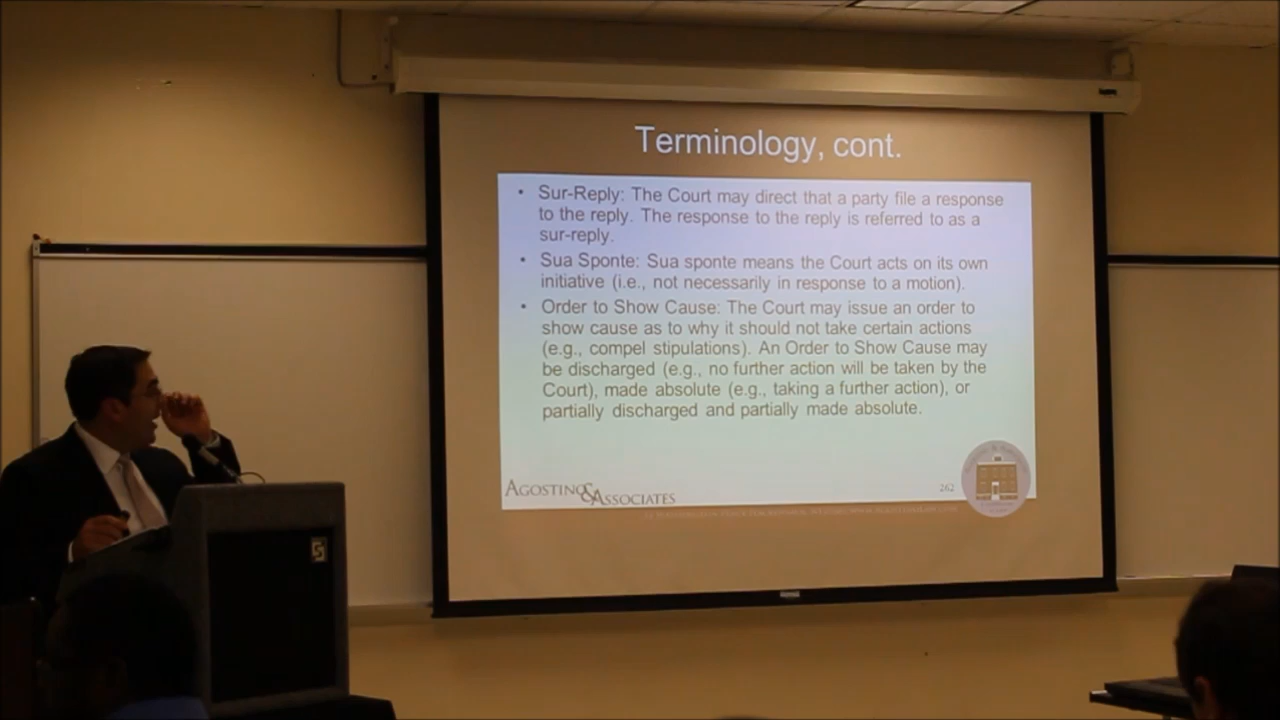 Terminology, cont.
• Sur-Reply: The Court may direct that a party file a response
to the reply. The response to the reply is referred to as a
sur-reply.
• Sua Sponte: Sua sponte means the Court acts on its own
initiative (i.e., not necessarily in response to a motion).
• Order to Show Cause: The Court may issue an order to
show cause as to why it should not take certain actions
(e.g., compel stipulations). An Order to Show Cause may
be discharged (e.g., no further action will be taken by the
Court), made absolute (e.g., taking a further action), or
partially discharged and partially made absolute.
AGOSTINO & ASSOCIATES
262